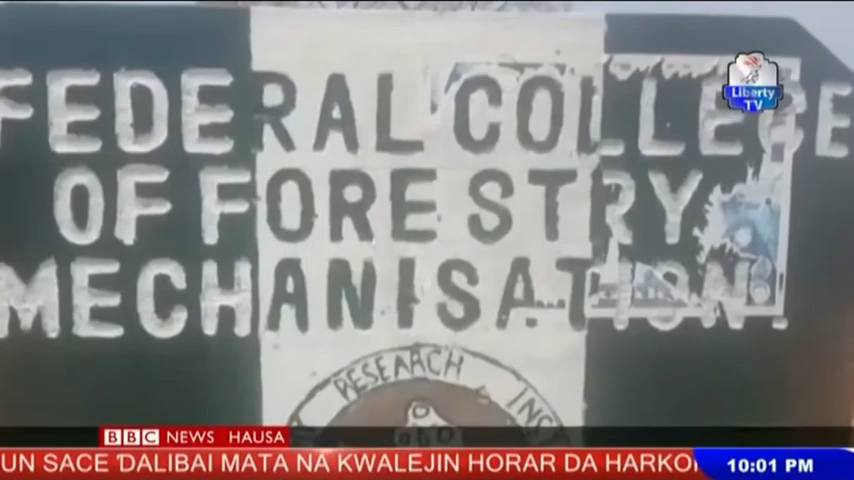 Liberty
TV
FEDERAL COLLEGE
OF FORESTRY
MECHANISATION.
RESEARCH INST
BBC NEWS HAUSA
UN SACE ƊALIBAI MATA NA KWALEJIN HORAR DA HARKO
10:01 PM